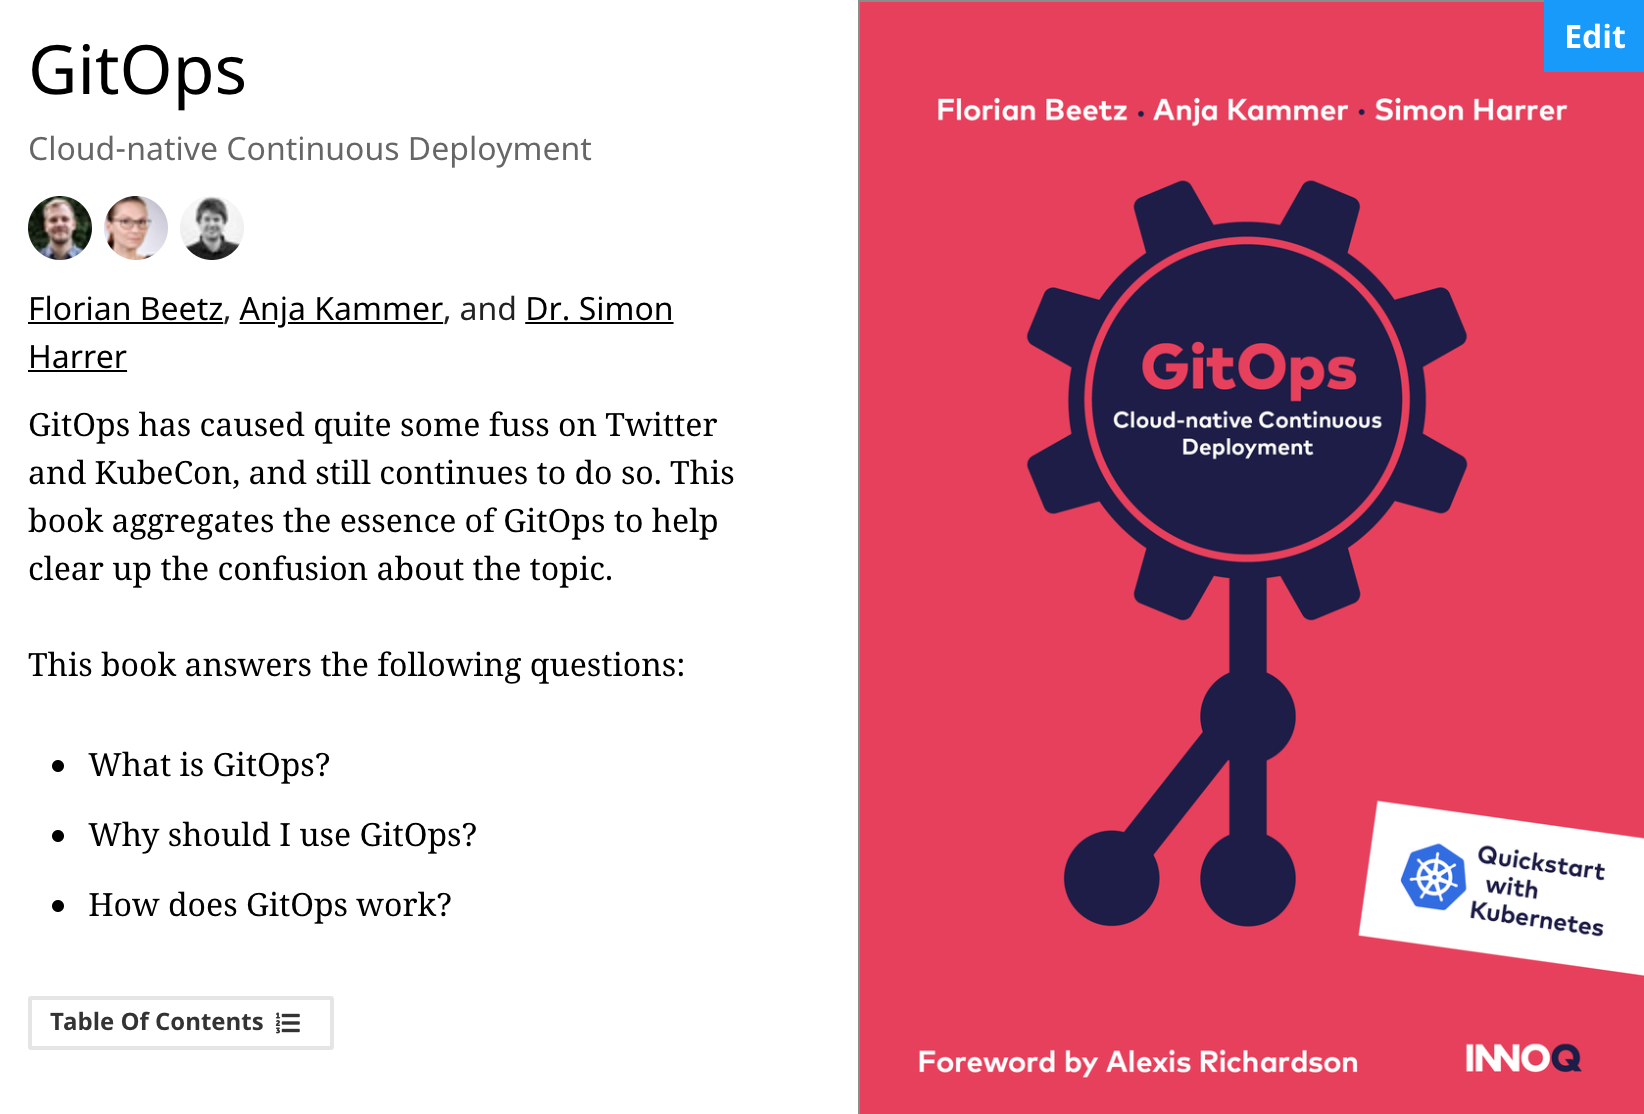 GitOps
Cloud-native Continuous Deployment
Florian Beetz, Anja Kammer, and Dr. Simon
Harrer
GitOps has caused quite some fuss on Twitter
and KubeCon, and still continues to do so. This
book aggregates the essence of GitOps to help
clear up the confusion about the topic.
This book answers the following questions:
• What is GitOps?
• Why should I use GitOps?
• How does GitOps work?
Table Of Contents
Edit
Florian Beetz · Anja Kammer · Simon Harrer
GitOps
Cloud-native Continuous
Deployment
Quickstart
with
Kubernetes
Foreword by Alexis Richardson
INNOQ